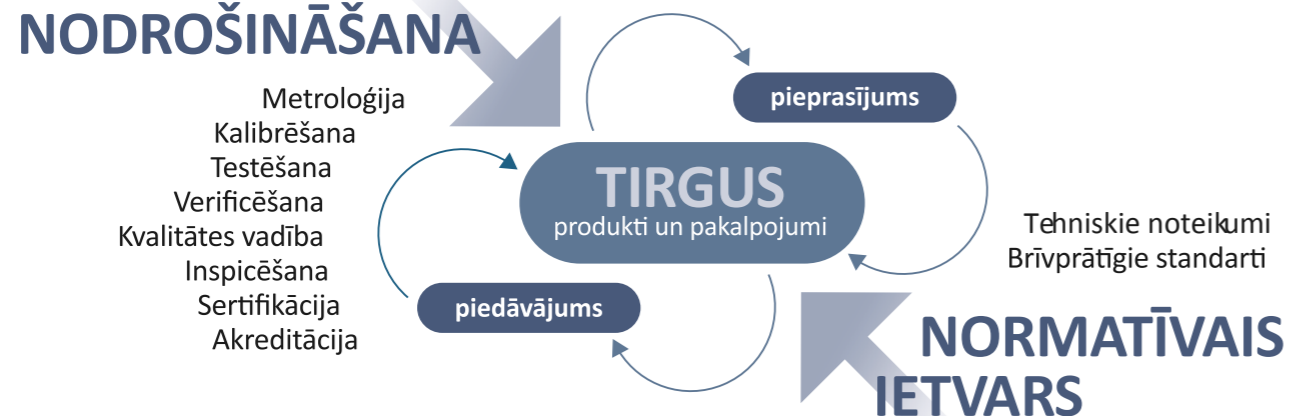 NODROŠINĀŠANA
Metroloģija
Kalibrēšana
Testēšana
Verificēšana
Kvalitātes vadība
Inspicēšana
Sertifikācija
Akreditācija
pieprasījums
TIRGUS
produkti un pakalpojumi
piedāvājums
Tehniskie noteikumi
Brīvprātīgie standarti
NORMATĪVAIS
IETVARS